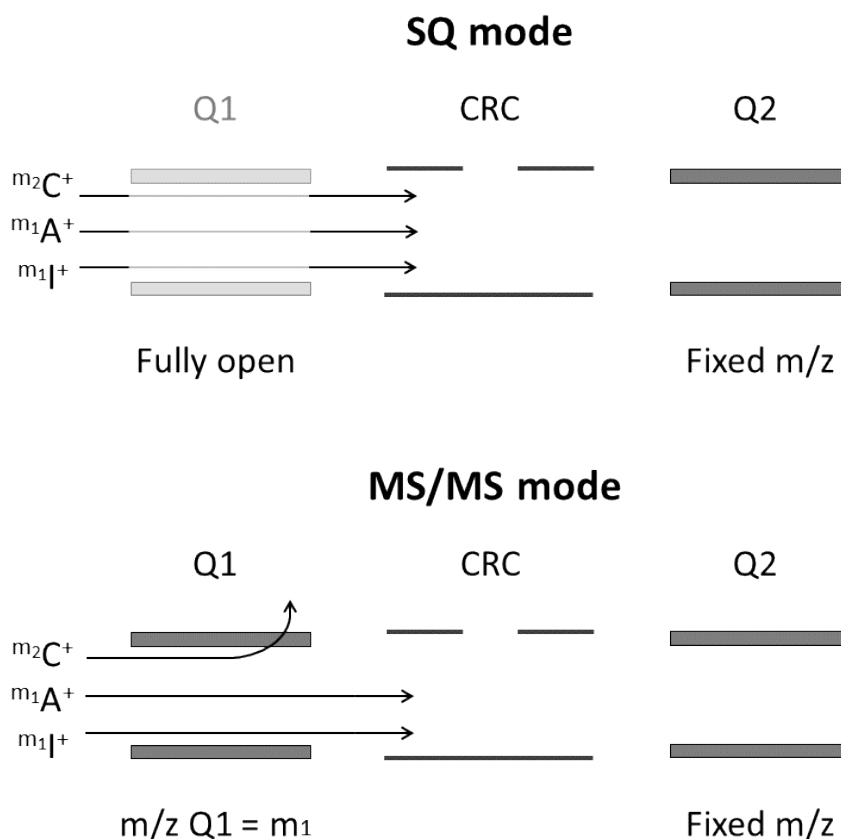 SQ mode
Q1 CRC Q2
m₂C⁺
m₁A⁺
m₁I⁺
Fully open Fixed m/z
MS/MS mode
Q1 CRC Q2
m₂C⁺
m₁A⁺
m₁I⁺
m/z Q1 = m₁ Fixed m/z